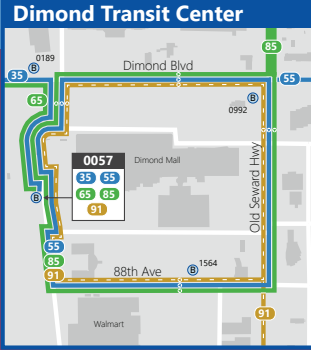 Dimond Transit Center
85
0189
B
Dimond Blvd
35
55
65
B
0992
0057
35 55
65 85
91
Dimond Mall
Old Seward Hwy
B
55
85
91
88th Ave
B
1564
91
Walmart